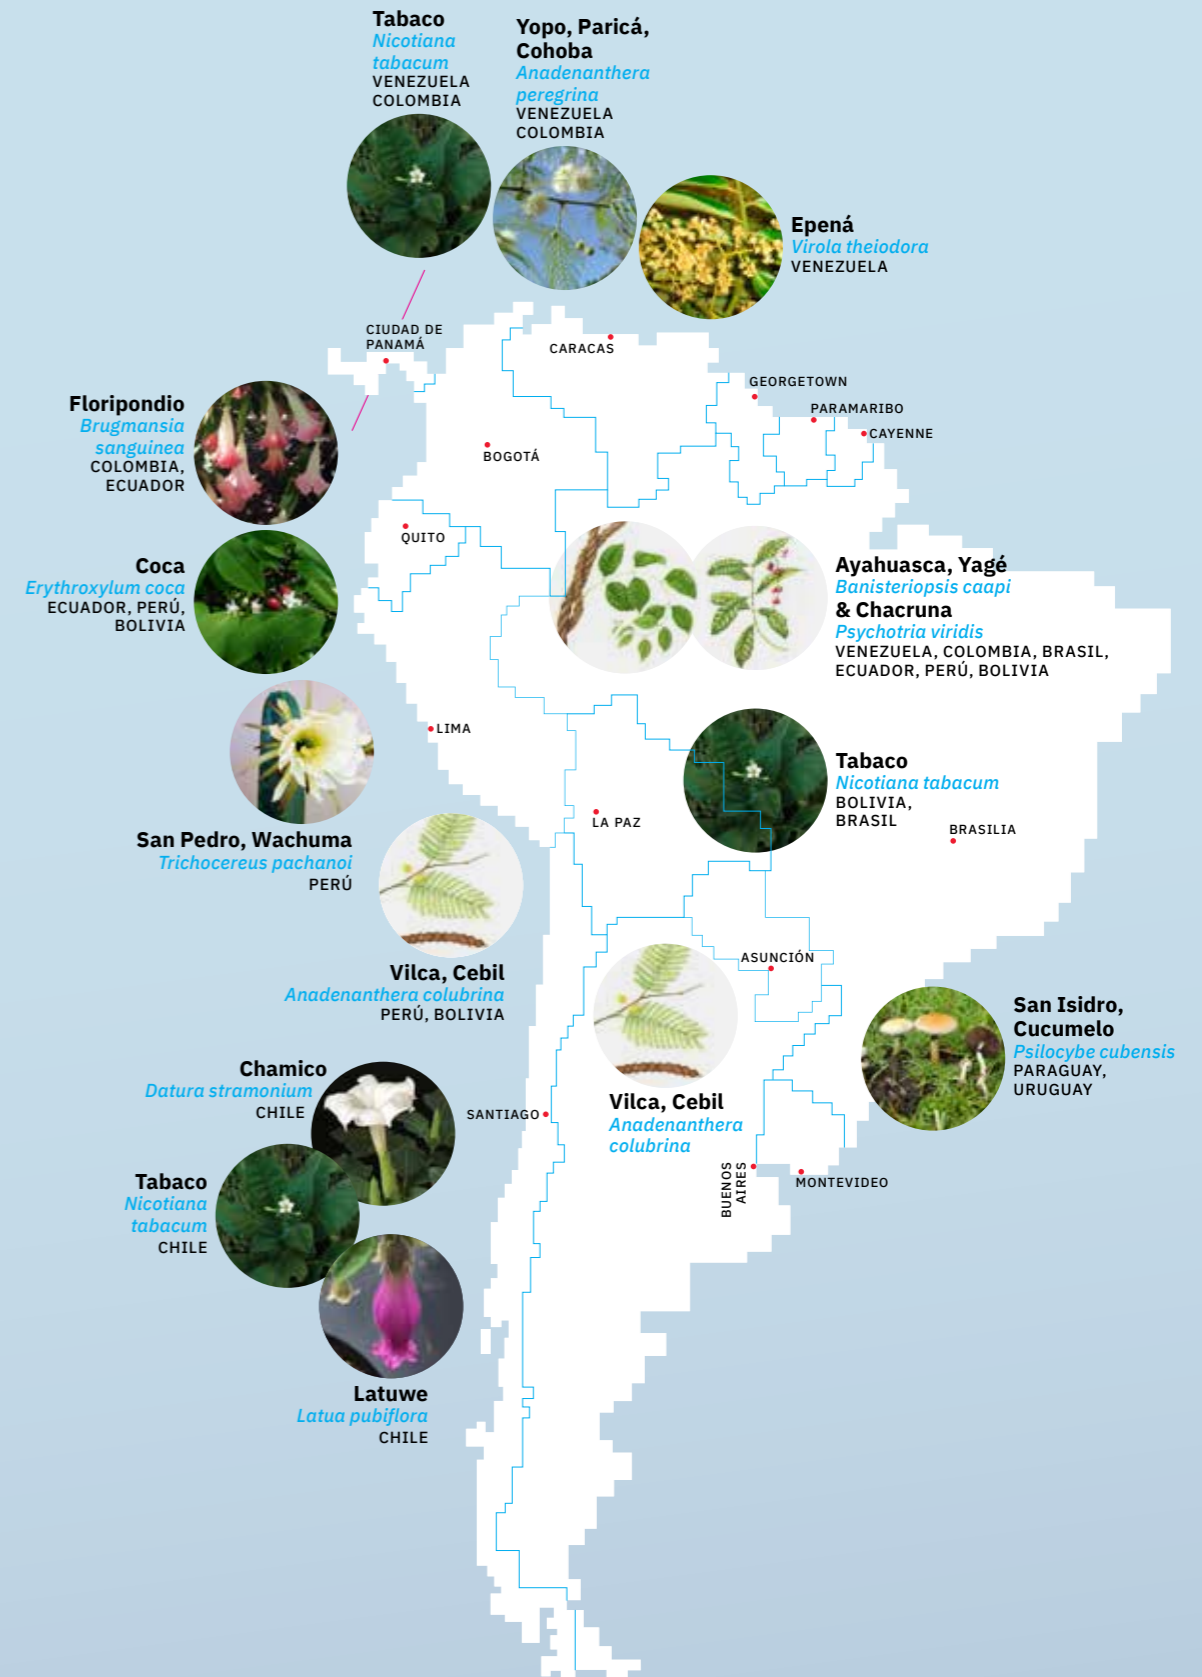 Tabaco
Nicotiana
tabacum
VENEZUELA
COLOMBIA
Yopo, Paricá,
Cohoba
Anadenanthera
peregrina
VENEZUELA
COLOMBIA
Epená
Virola theiodora
VENEZUELA
CIUDAD DE
PANAMÁ
CARACAS
GEORGETOWN
PARAMARIBO
CAYENNE
BOGOTÁ
Floripondio
Brugmansia
sanguinea
COLOMBIA,
ECUADOR
QUITO
Coca
Erythroxylum coca
ECUADOR, PERÚ,
BOLIVIA
Ayahuasca, Yagé
Banisteriopsis caapi
& Chacruna
Psychotria viridis
VENEZUELA, COLOMBIA, BRASIL,
ECUADOR, PERÚ, BOLIVIA
LIMA
Tabaco
Nicotiana tabacum
BOLIVIA,
BRASIL
LA PAZ
BRASILIA
San Pedro, Wachuma
Trichocereus pachanoi
PERÚ
Vilca, Cebil
Anadenanthera colubrina
PERÚ, BOLIVIA
ASUNCIÓN
San Isidro,
Cucumelo
Psilocybe cubensis
PARAGUAY,
URUGUAY
Chamico
Datura stramonium
CHILE
SANTIAGO
Vilca, Cebil
Anadenanthera
colubrina
BUENOS
AIRES
MONTEVIDEO
Tabaco
Nicotiana
tabacum
CHILE
Latuwe
Latua pubiflora
CHILE